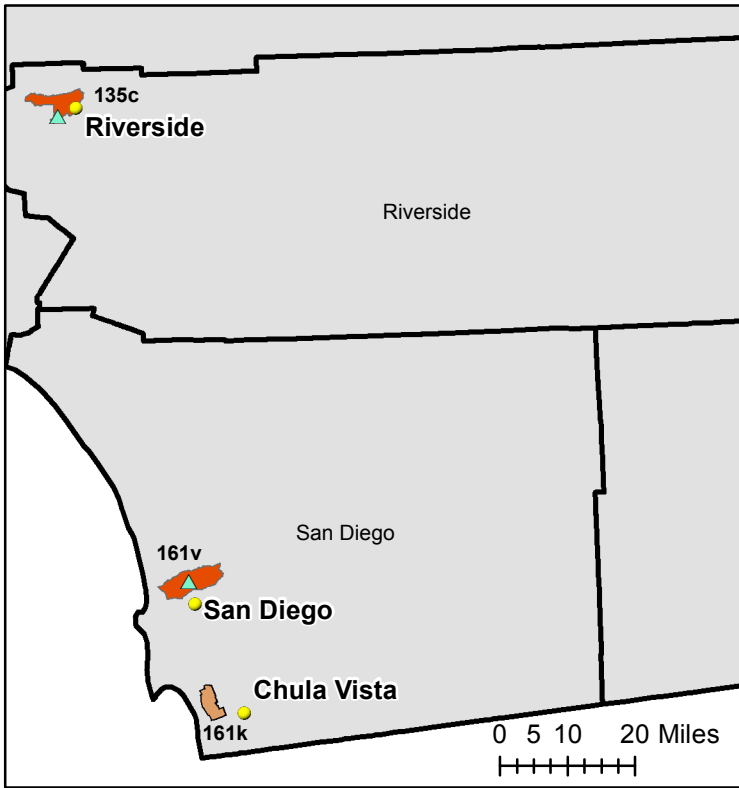 135c
Riverside
Riverside
161v
San Diego
San Diego
Chula Vista
161k
0 5 10 20 Miles